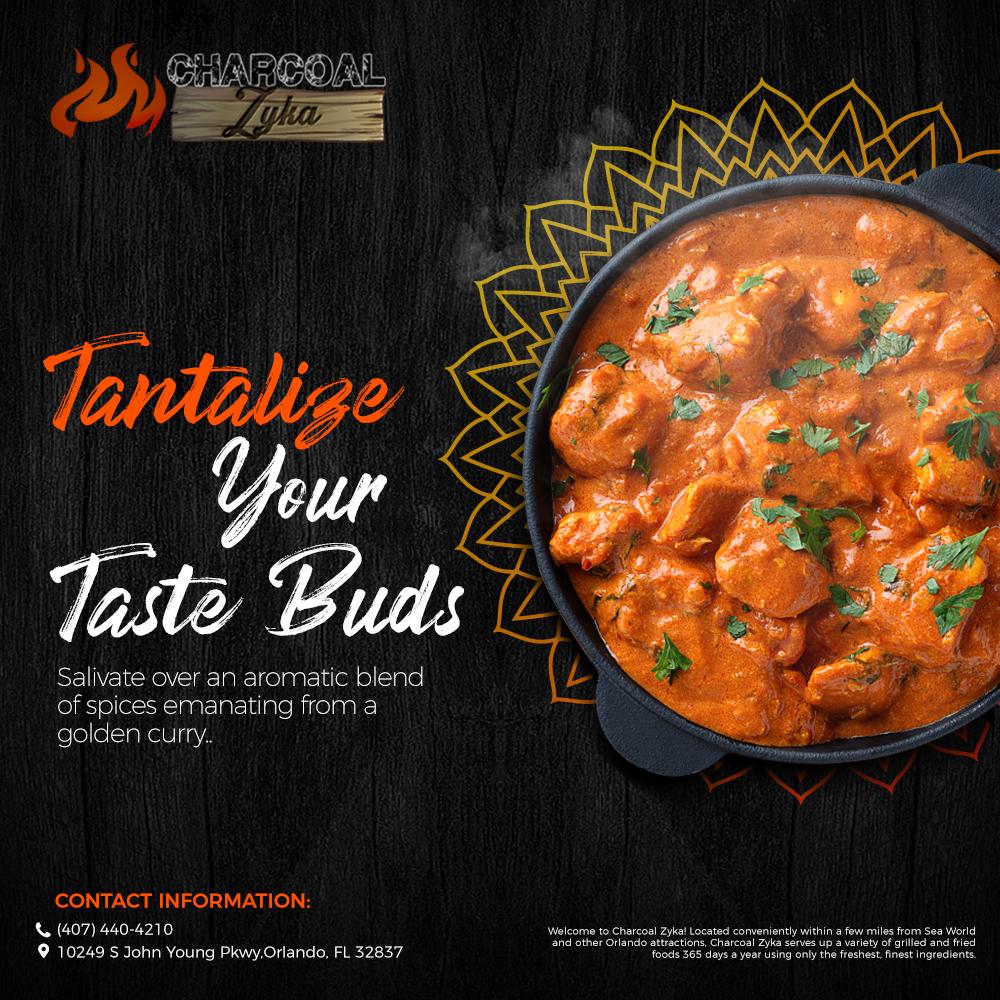 CHARCOAL
Zyka
Tantalize
Your
Taste Buds
Salivate over an aromatic blend
of spices emanating from a
golden curry..
CONTACT INFORMATION:
(407) 440-4210
10249 S John Young Pkwy,Orlando, FL 32837
Welcome to Charcoal Zyka! Located conveniently within a few miles from Sea World
and other Orlando attractions, Charcoal Zyka serves up a variety of grilled and fried
foods 365 days a year using only the freshest, finest ingredients.